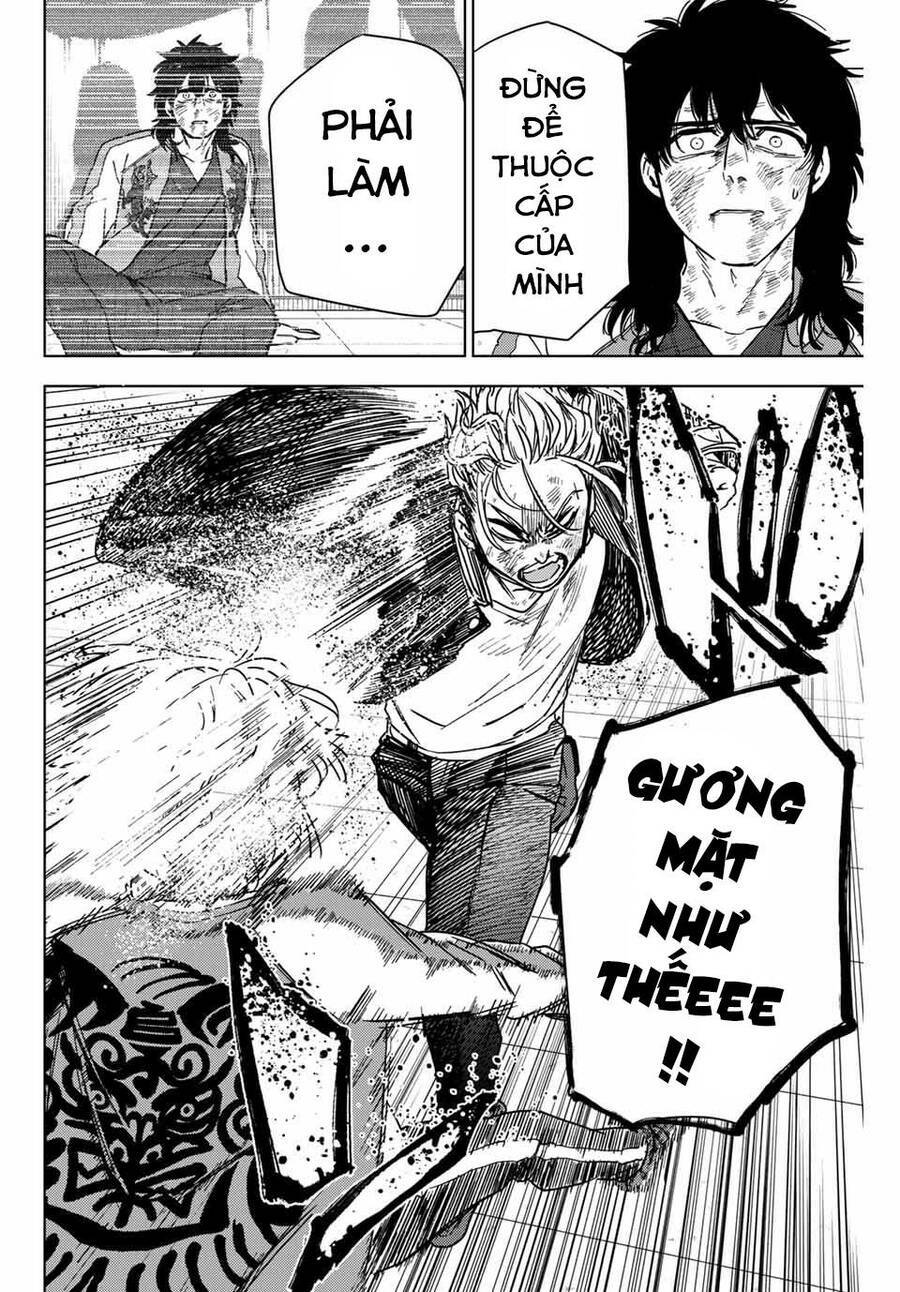 ĐỪNG
ĐỂ
THUỘC
CẤP
CỦA
MÌNH
PHẢI
LÀM
...
GƯƠNG
MẶT
NHƯ
THẾEEE
!!